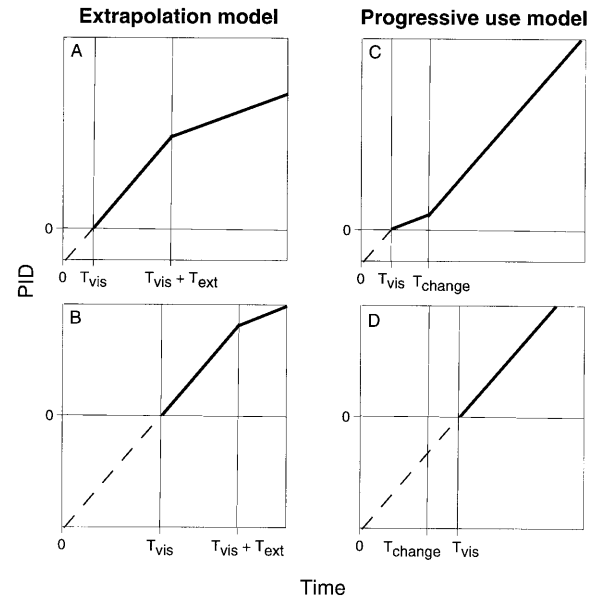 Extrapolation model
Progressive use model
A
0
0 Tvis Tvis + Text
C
0
0 Tvis Tchange
PID
B
0
0 Tvis Tvis + Text
D
0
0 Tchange Tvis
Time